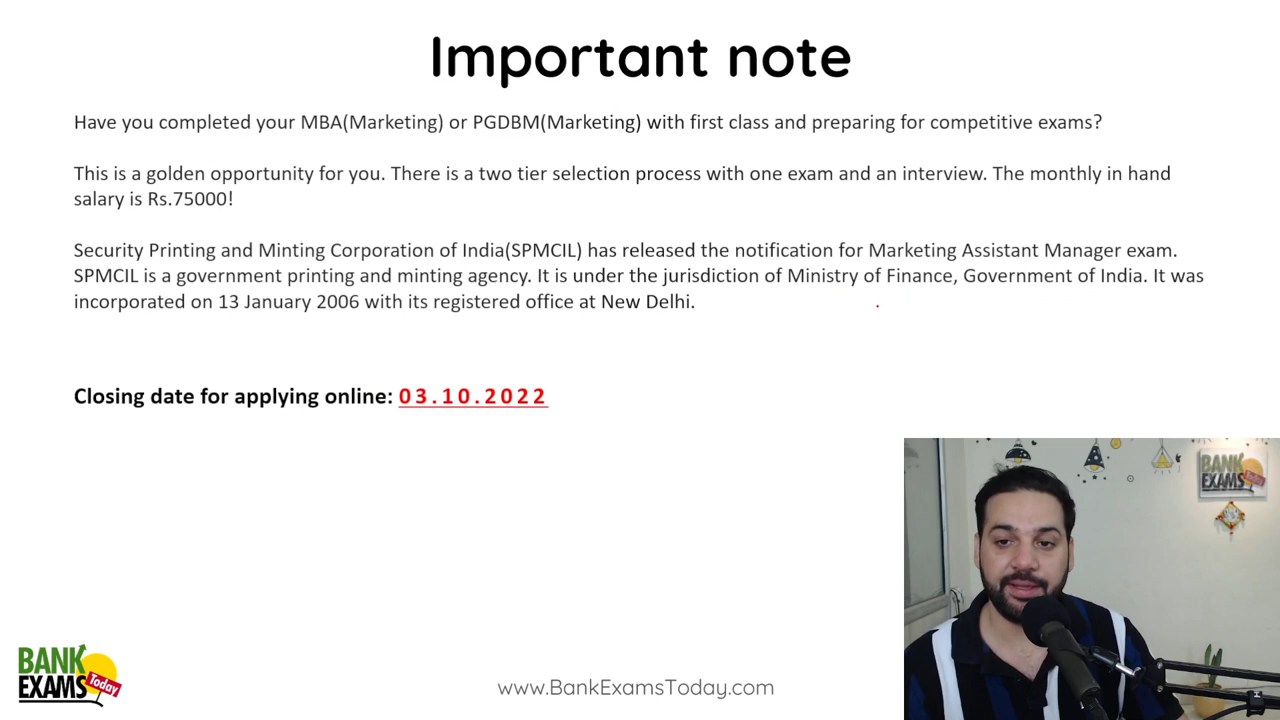 Important note
Have you completed your MBA(Marketing) or PGDBM(Marketing) with first class and preparing for competitive exams?
This is a golden opportunity for you. There is a two tier selection process with one exam and an interview. The monthly in hand
salary is Rs.75000!
Security Printing and Minting Corporation of India(SPMCIL) has released the notification for Marketing Assistant Manager exam.
SPMCIL is a government printing and minting agency. It is under the jurisdiction of Ministry of Finance, Government of India. It was
incorporated on 13 January 2006 with its registered office at New Delhi.
Closing date for applying online: 03.10.2022
BANK
EXAMS
Today
BANK
EXAMS
Today
www.BankExamsToday.com